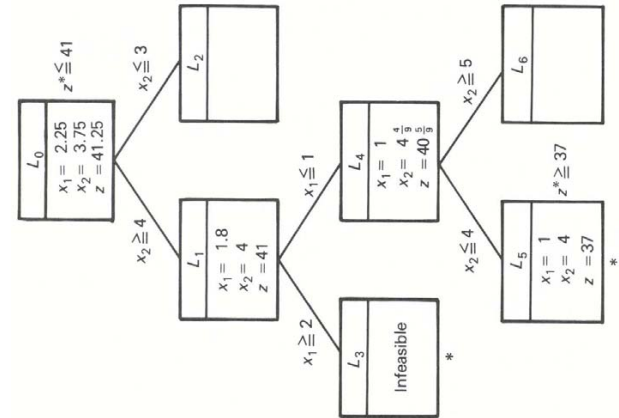 L₀
x₁ = 2.25
x₂ = 3.75
z = 41.25
z* ≦ 41
x₂ ≧ 4
x₂ ≦ 3
L₁
x₁ = 1.8
x₂ = 4
z = 41
L₂
x₁ ≧ 2
x₁ ≦ 1
L₃
Infeasible
*
L₄
x₁ = 1
x₂ = 4 4/9
z = 40 5/9
x₂ ≦ 4
x₂ ≧ 5
L₅
x₁ = 1
x₂ = 4
z = 37
*
z* ≧ 37
L₆